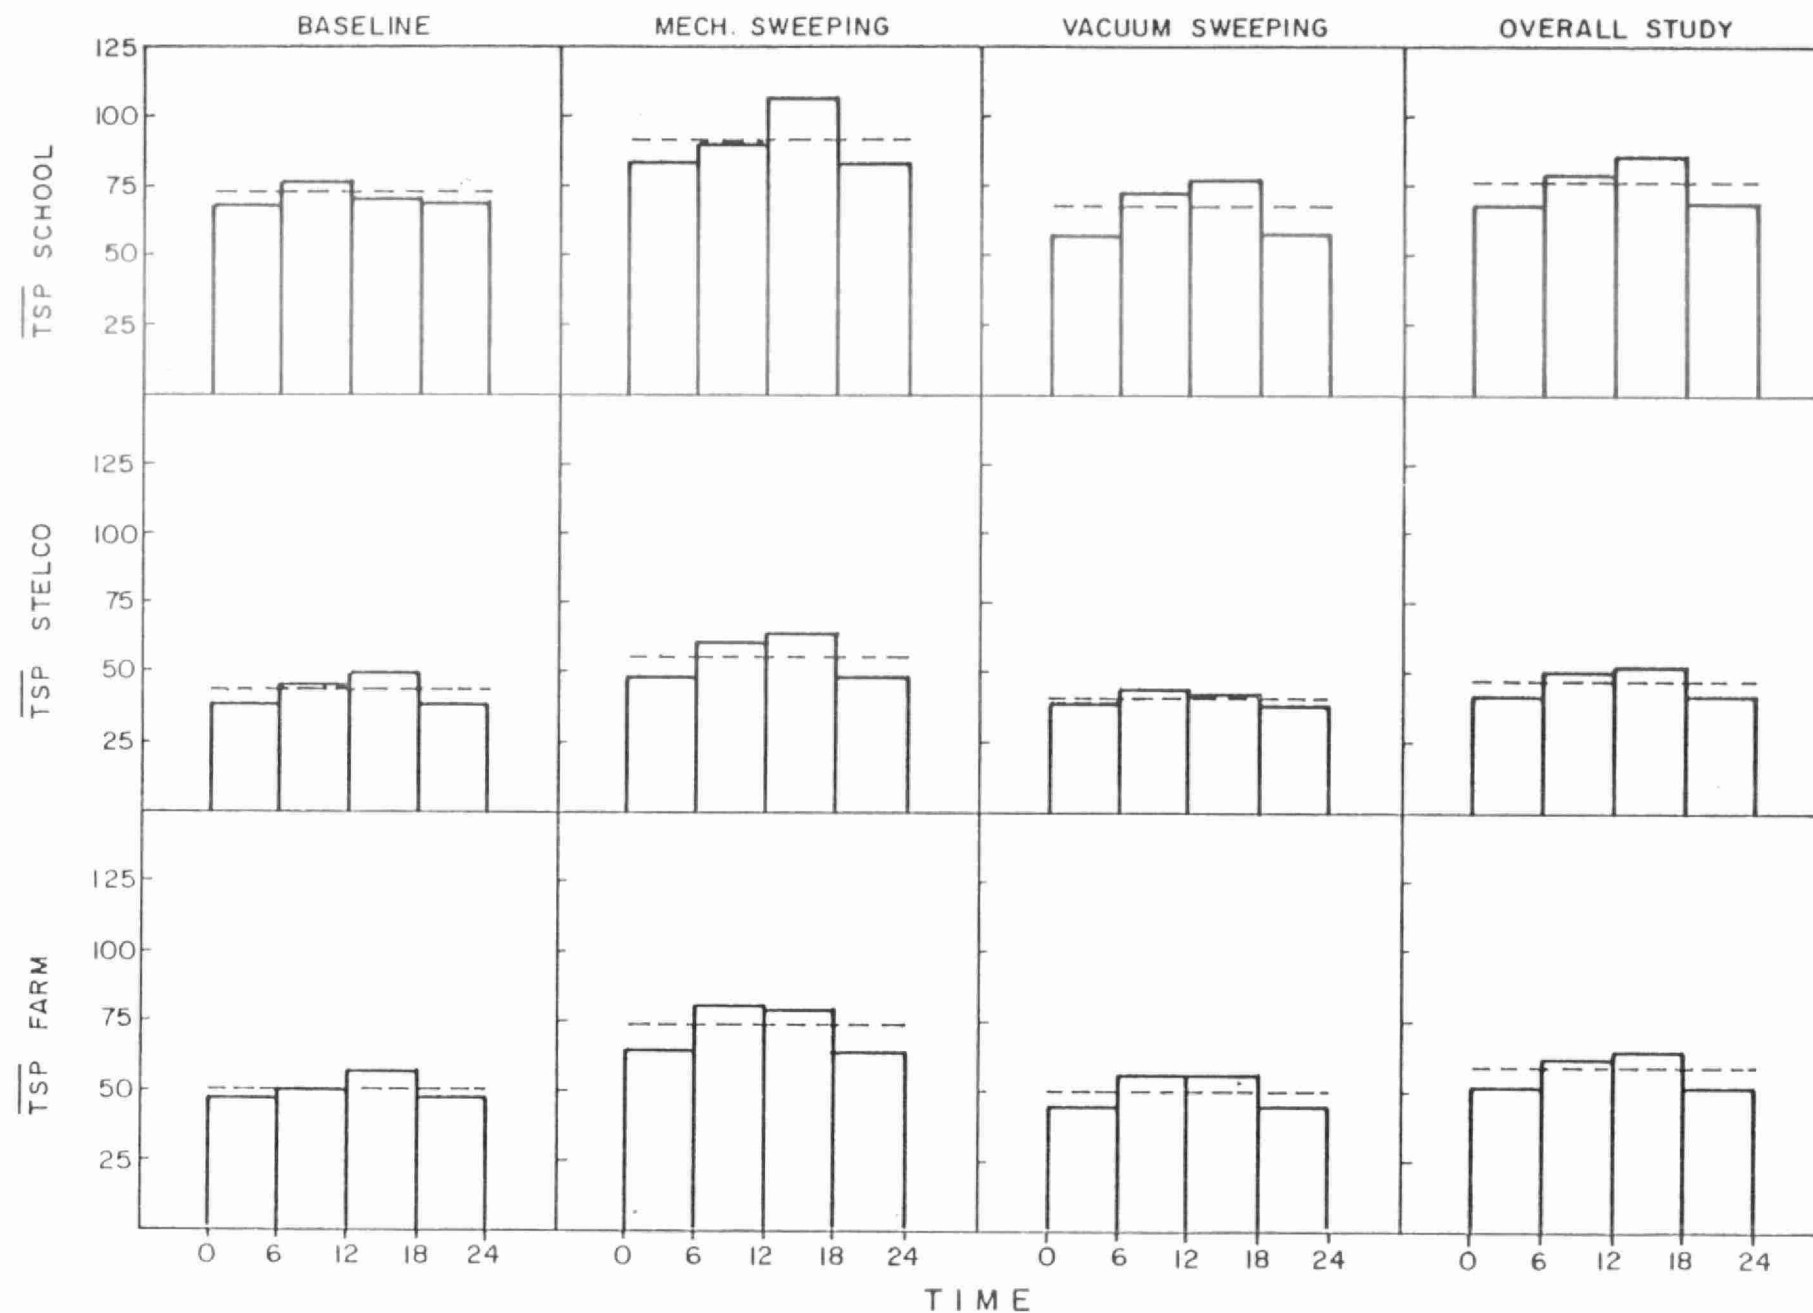 BASELINE MECH. SWEEPING VACUUM SWEEPING OVERALL STUDY
TSP SCHOOL
125
100
75
50
25
TSP STELCO
125
100
75
50
25
TSP FARM
125
100
75
50
25
0 6 12 18 24 0 6 12 18 24 0 6 12 18 24 0 6 12 18 24
TIME